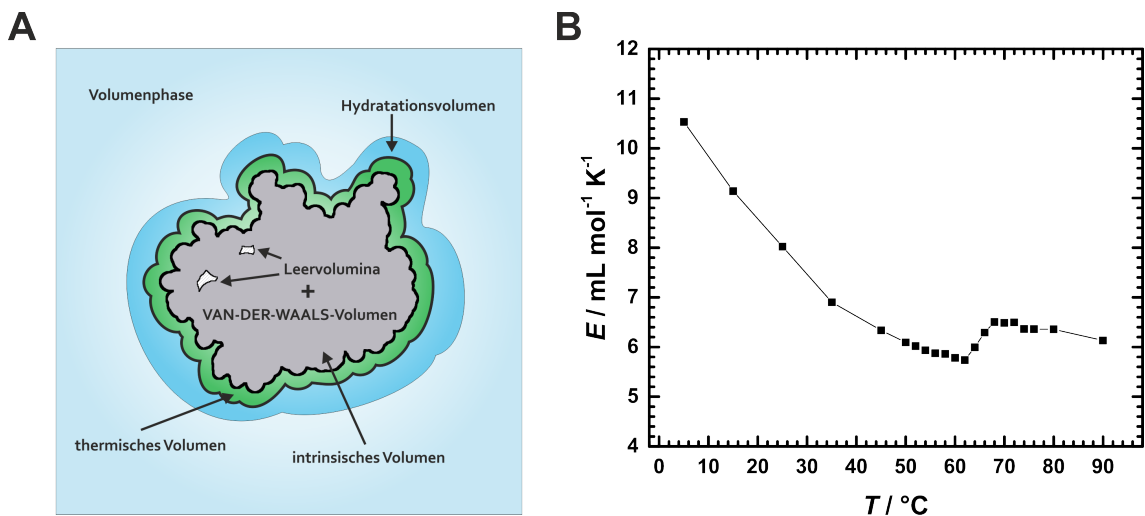 A
Volumenphase
Hydratationsvolumen
Leervolumina
+
VAN-DER-WAALS-Volumen
thermisches Volumen
intrinsisches Volumen
B
E / mL mol⁻¹ K⁻¹
12
11
10
9
8
7
6
5
4
0 10 20 30 40 50 60 70 80 90
T / °C